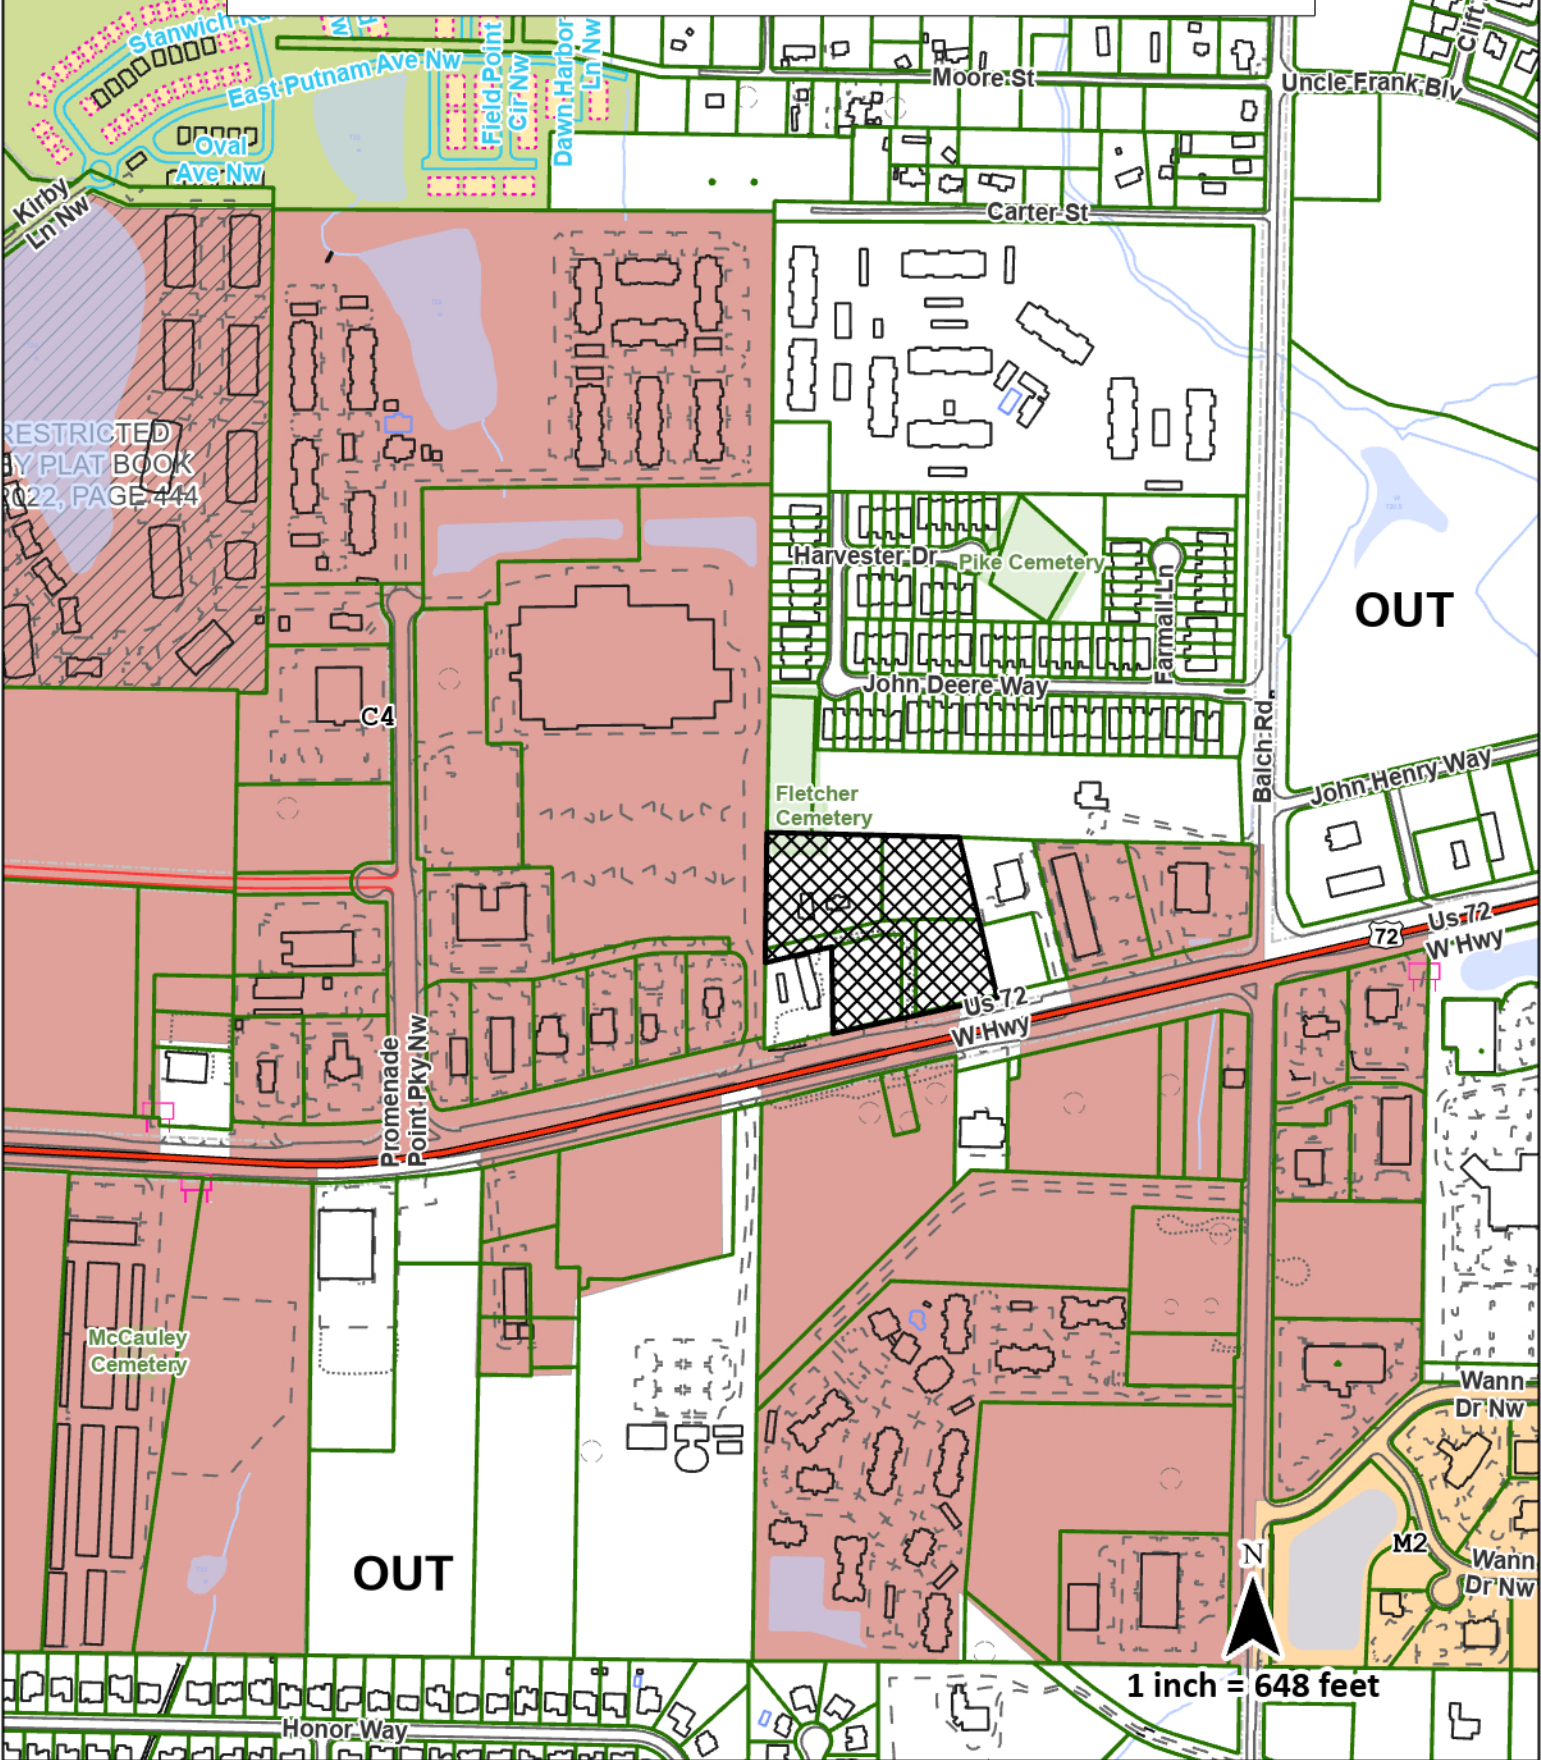 Stanwich Rd
East Putnam Ave Nw
Field Point
Cir Nw
Dawn Harbor
Ln Nw
Oval
Ave Nw
Kirby
Ln Nw
Moore St
Uncle Frank Blv
Clift
Carter St
RESTRICTED
BY PLAT BOOK
2022, PAGE 444
Harvester Dr
Pike Cemetery
Farmall Ln
John Deere Way
OUT
C4
Balch Rd
John Henry Way
Fletcher
Cemetery
72
Us 72
W Hwy
Us 72
W Hwy
Promenade
Point Pky Nw
McCauley
Cemetery
OUT
Wann
Dr Nw
M2
Wann
Dr Nw
N
1 inch = 648 feet
Honor Way